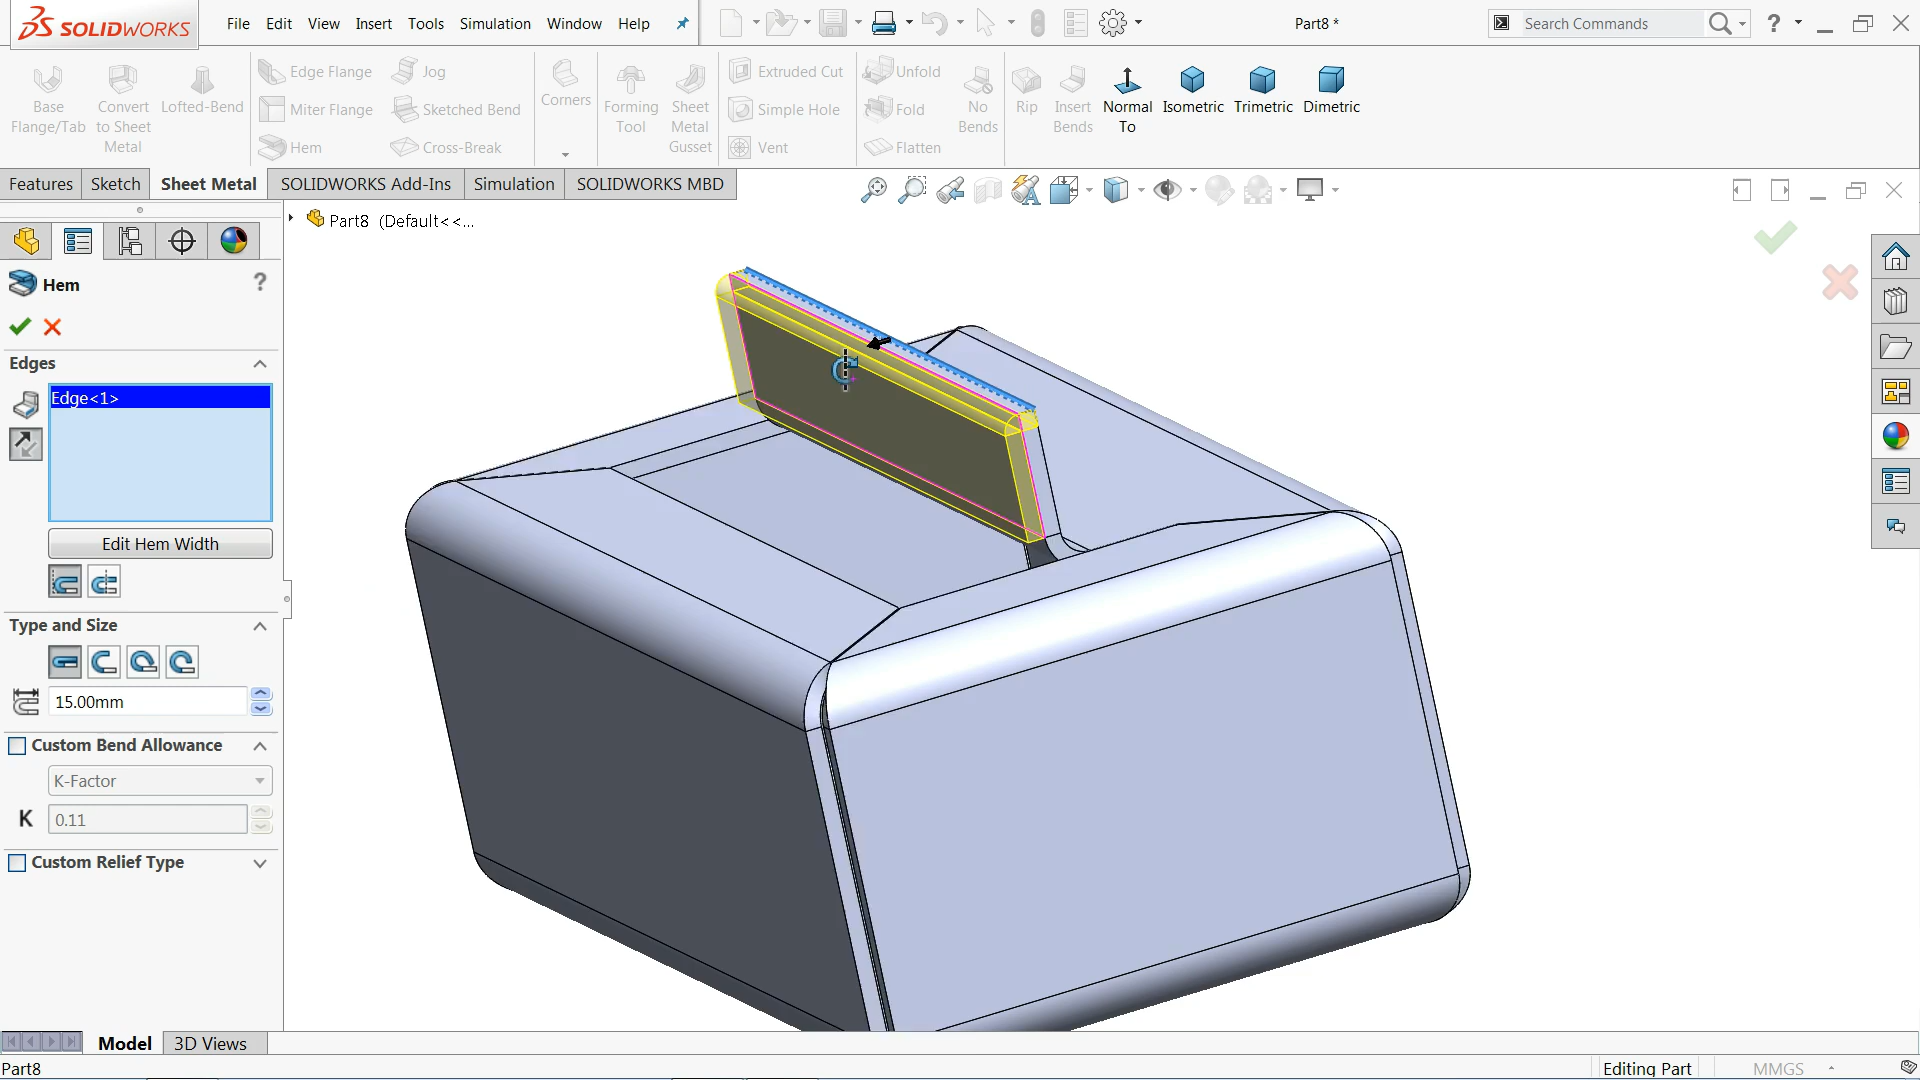 SOLIDWORKS File Edit View Insert Tools Simulation Window Help Part8 * Search Commands ?
Base Flange/Tab
Convert to Sheet Metal
Lofted-Bend
Edge Flange
Miter Flange
Hem
Jog
Sketched Bend
Cross-Break
Corners
Forming Tool
Sheet Metal Gusset
Extruded Cut
Simple Hole
Vent
Unfold
Fold
Flatten
No Bends
Rip
Insert Bends
Normal To
Isometric
Trimetric
Dimetric
Features Sketch Sheet Metal SOLIDWORKS Add-Ins Simulation SOLIDWORKS MBD
Part8 (Default<<...
Hem ?
Edges
Edge<1>
Edit Hem Width
Type and Size
15.00mm
Custom Bend Allowance
K-Factor
K 0.11
Custom Relief Type
Model 3D Views
Part8 Editing Part MMGS